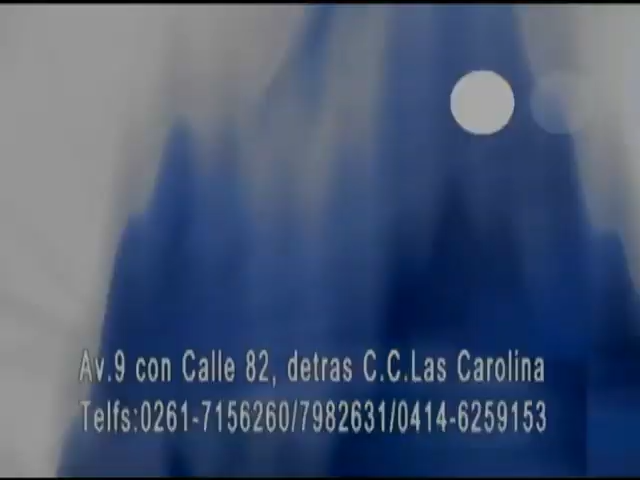 Av.9 con Calle 82, detras C.C.Las Carolina
Telfs:0261-7156260/7982631/0414-6259153